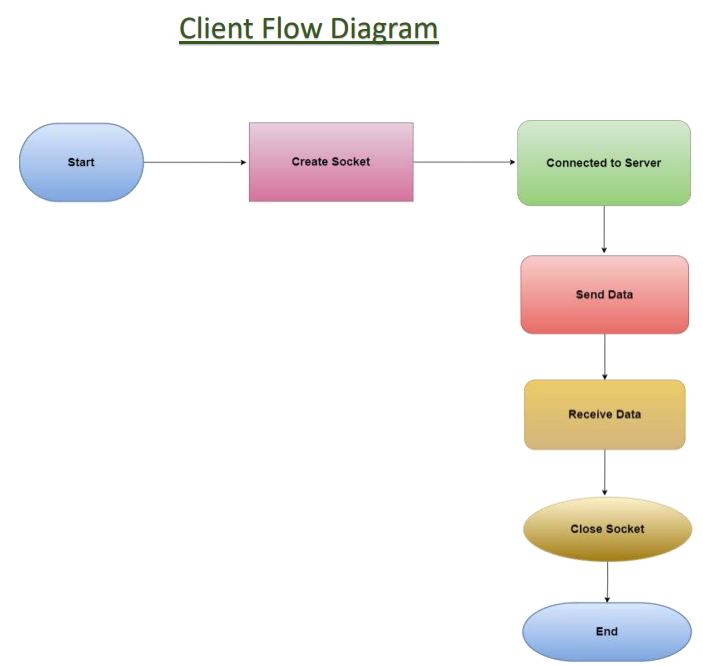 Client Flow Diagram
Start
Create Socket
Connected to Server
Send Data
Receive Data
Close Socket
End